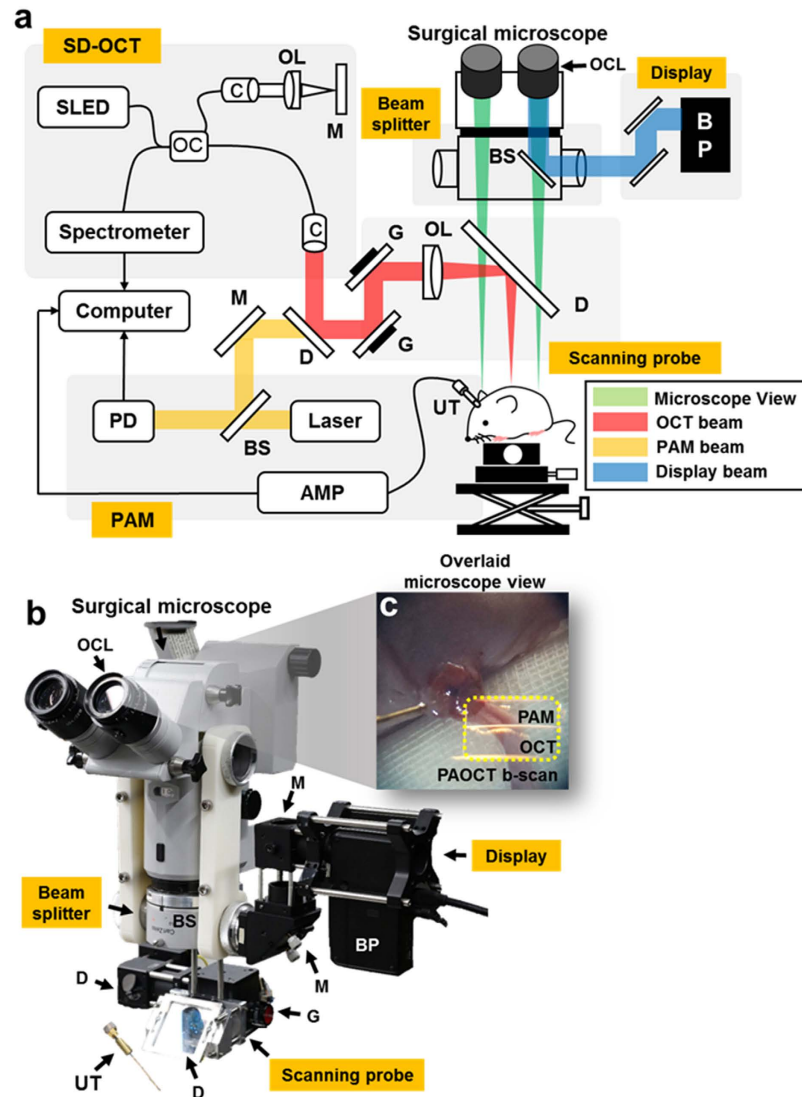 a
SD-OCT
SLED
OC
C
OL
M
Surgical microscope
OCL
Display
Beam
splitter
BS
B
P
Spectrometer
C
G
OL
Computer
M
D
G
D
Scanning probe
UT
PD
BS
Laser
AMP
PAM
Microscope View
OCT beam
PAM beam
Display beam
b
Surgical microscope
OCL
Overlaid
microscope view
c
PAM
OCT
PAOCT b-scan
M
Display
Beam
splitter
BS
Carl Zeiss
BP
M
D
G
UT
D
Scanning probe